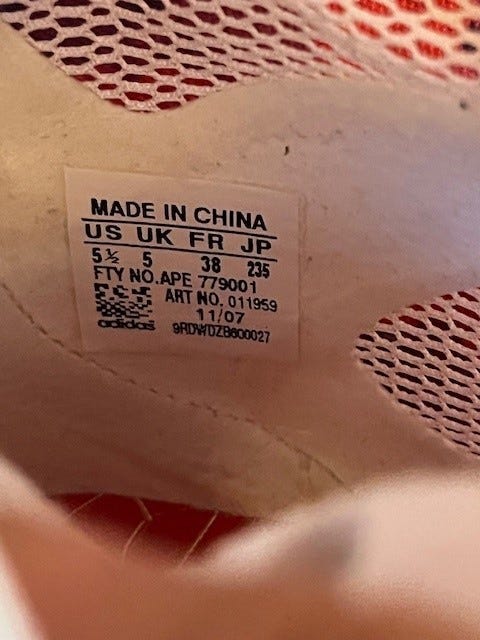 MADE IN CHINA
US UK FR JP
5½ 5 38 235
FTY NO.APE 779001
ART NO. 011959
11/07
adidas 9RDWDZB600027